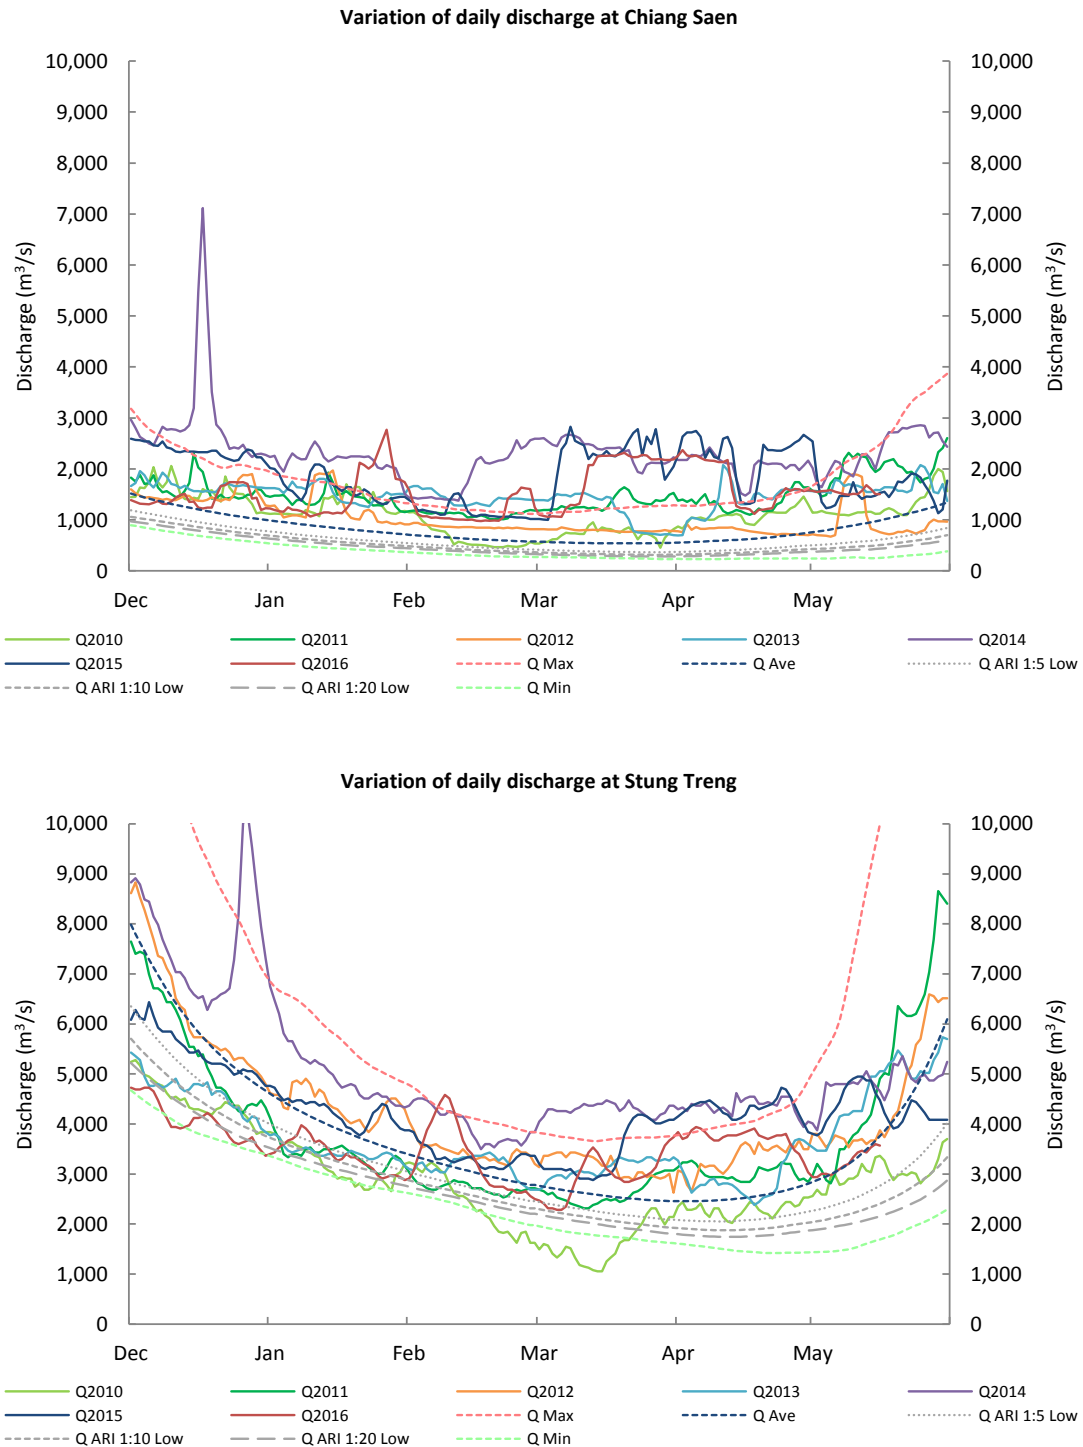 Variation of daily discharge at Chiang Saen
10,000 10,000
9,000 9,000
8,000 8,000
7,000 7,000
6,000 6,000
5,000 5,000
4,000 4,000
3,000 3,000
2,000 2,000
1,000 1,000
0 0
Discharge (m³/s)
Discharge (m³/s)
Dec Jan Feb Mar Apr May
Q2010 Q2011 Q2012 Q2013 Q2014
Q2015 Q2016 Q Max Q Ave Q ARI 1:5 Low
Q ARI 1:10 Low Q ARI 1:20 Low Q Min
Variation of daily discharge at Stung Treng
10,000 10,000
9,000 9,000
8,000 8,000
7,000 7,000
6,000 6,000
5,000 5,000
4,000 4,000
3,000 3,000
2,000 2,000
1,000 1,000
0 0
Discharge (m³/s)
Discharge (m³/s)
Dec Jan Feb Mar Apr May
Q2010 Q2011 Q2012 Q2013 Q2014
Q2015 Q2016 Q Max Q Ave Q ARI 1:5 Low
Q ARI 1:10 Low Q ARI 1:20 Low Q Min